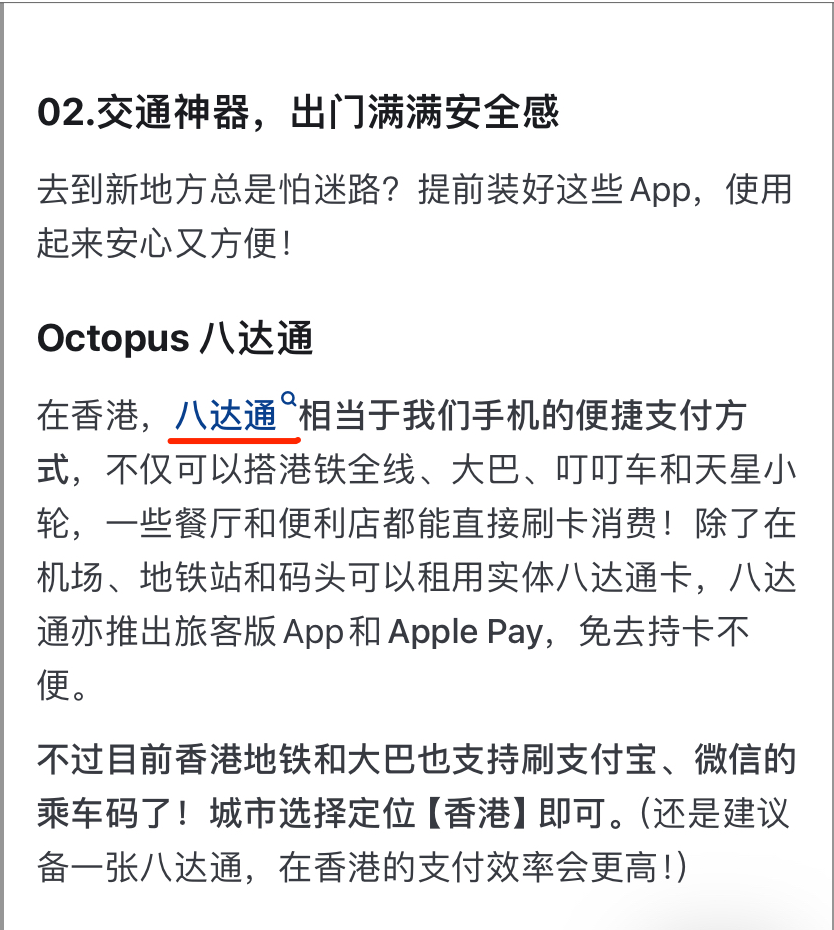 02.交通神器，出门满满安全感
去到新地方总是怕迷路？提前装好这些 App，使用
起来安心又方便！
Octopus 八达通
在香港，八达通相当于我们手机的便捷支付方
式，不仅可以搭港铁全线、大巴、叮叮车和天星小
轮，一些餐厅和便利店都能直接刷卡消费！除了在
机场、地铁站和码头可以租用实体八达通卡，八达
通亦推出旅客版 App和 Apple Pay，免去持卡不
便。
不过目前香港地铁和大巴也支持刷支付宝、微信的
乘车码了！城市选择定位【香港】即可。(还是建议
备一张八达通，在香港的支付效率会更高！)